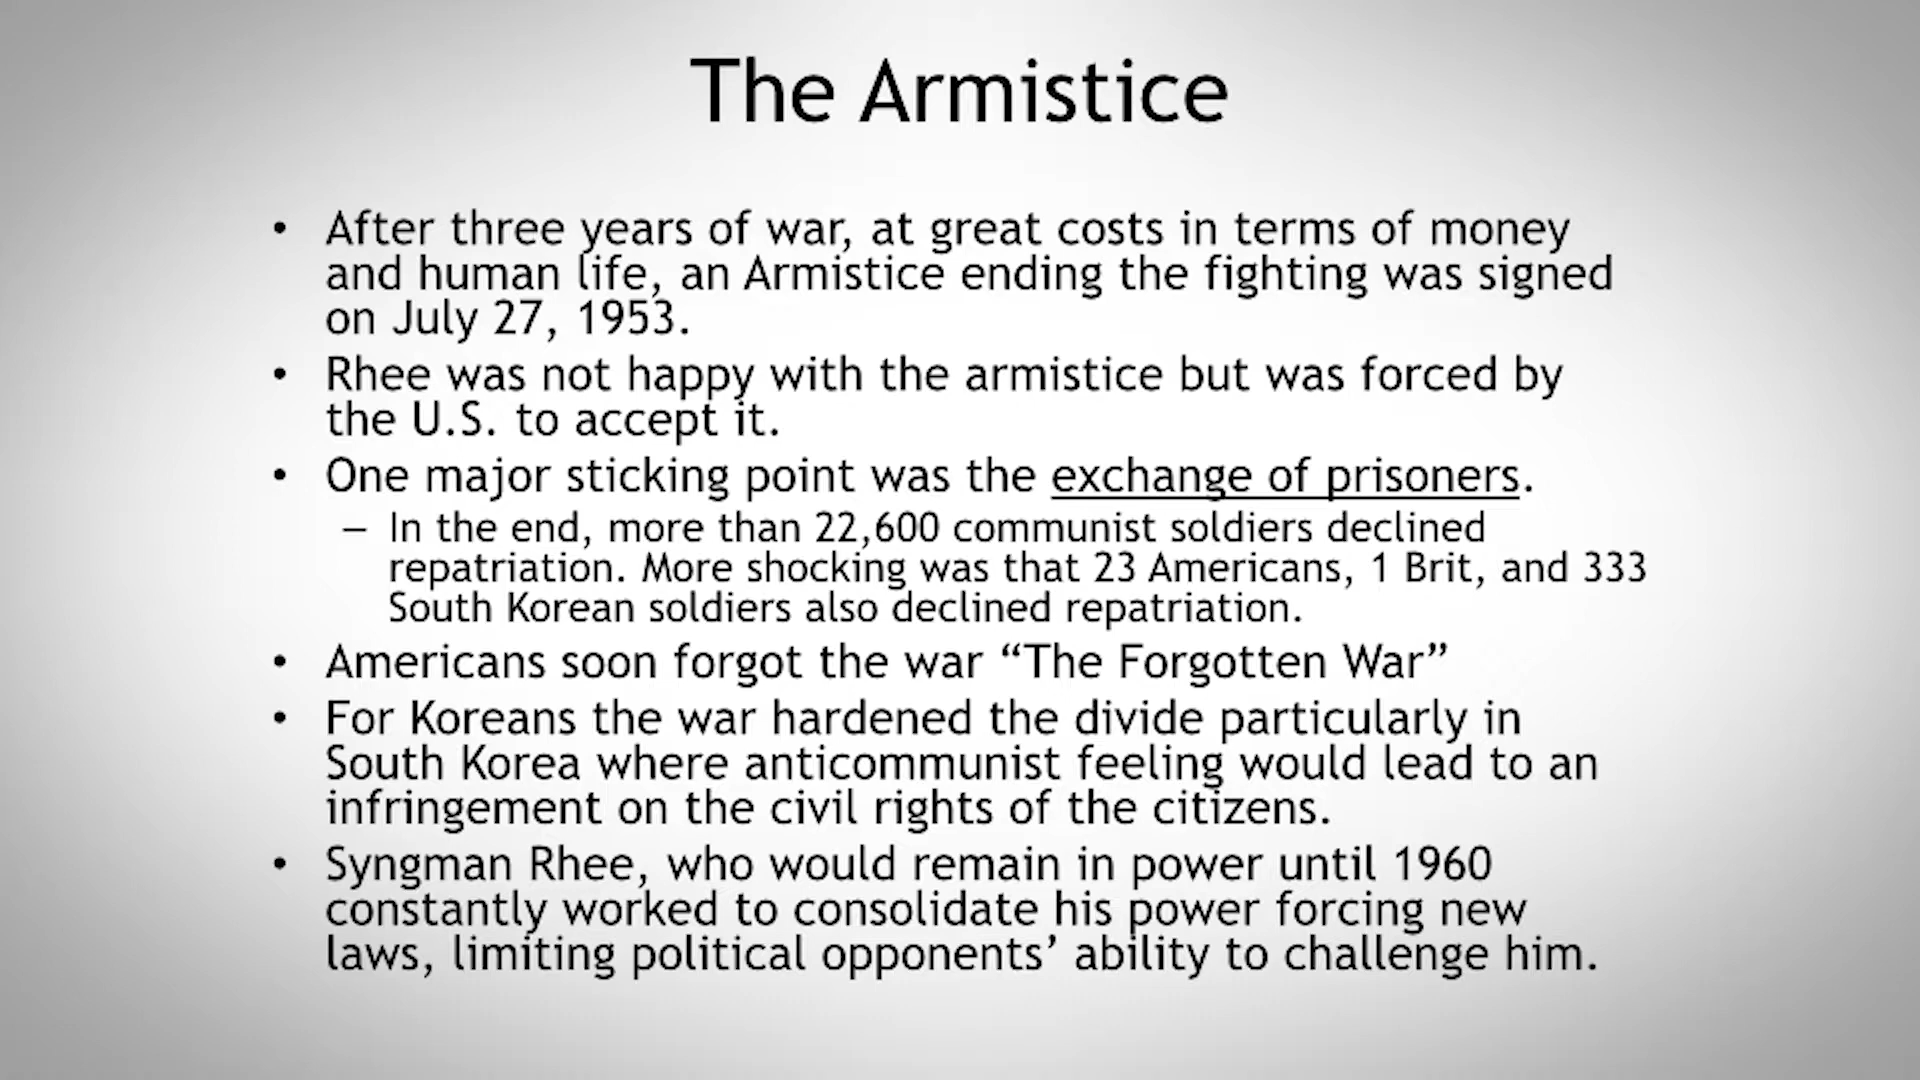 The Armistice
• After three years of war, at great costs in terms of money
and human life, an Armistice ending the fighting was signed
on July 27, 1953.
• Rhee was not happy with the armistice but was forced by
the U.S. to accept it.
• One major sticking point was the exchange of prisoners.
– In the end, more than 22,600 communist soldiers declined
repatriation. More shocking was that 23 Americans, 1 Brit, and 333
South Korean soldiers also declined repatriation.
• Americans soon forgot the war “The Forgotten War”
• For Koreans the war hardened the divide particularly in
South Korea where anticommunist feeling would lead to an
infringement on the civil rights of the citizens.
• Syngman Rhee, who would remain in power until 1960
constantly worked to consolidate his power forcing new
laws, limiting political opponents’ ability to challenge him.